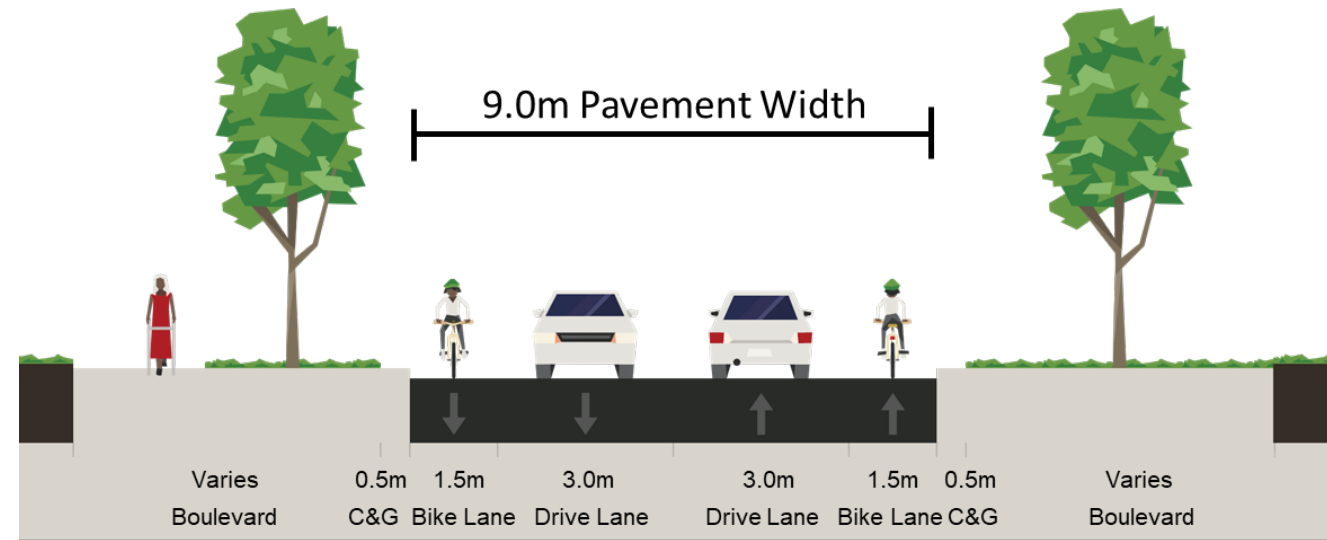 9.0m Pavement Width
Varies 0.5m 1.5m 3.0m 3.0m 1.5m 0.5m Varies
Boulevard C&G Bike Lane Drive Lane Drive Lane Bike Lane C&G Boulevard